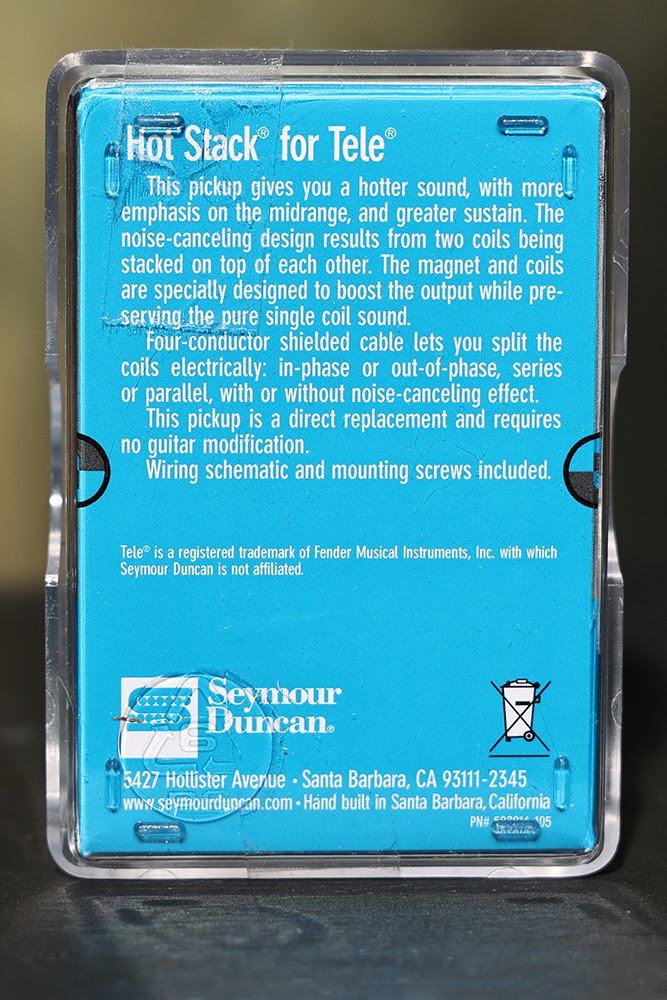 Hot Stack® for Tele®
This pickup gives you a hotter sound, with more
emphasis on the midrange, and greater sustain. The
noise-canceling design results from two coils being
stacked on top of each other. The magnet and coils
are specially designed to boost the output while pre-
serving the pure single coil sound.
Four-conductor shielded cable lets you split the
coils electrically: in-phase or out-of-phase, series
or parallel, with or without noise-canceling effect.
This pickup is a direct replacement and requires
no guitar modification.
Wiring schematic and mounting screws included.
Tele® is a registered trademark of Fender Musical Instruments, Inc. with which
Seymour Duncan is not affiliated.
Seymour
Duncan®
5427 Hollister Avenue • Santa Barbara, CA 93111-2345
www.seymourduncan.com • Hand built in Santa Barbara, California
PN#